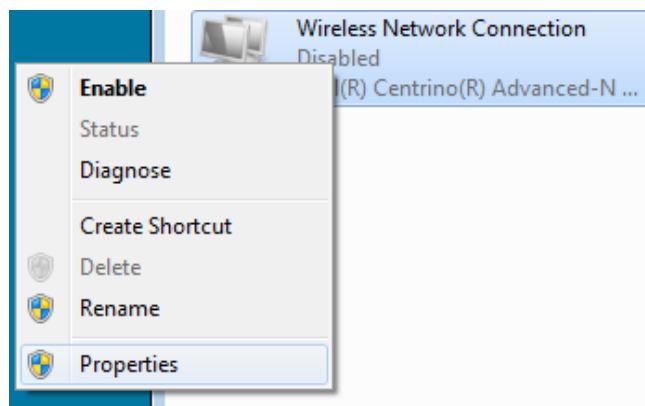 Wireless Network Connection
Disabled
l(R) Centrino(R) Advanced-N ...
Enable
Status
Diagnose
Create Shortcut
Delete
Rename
Properties